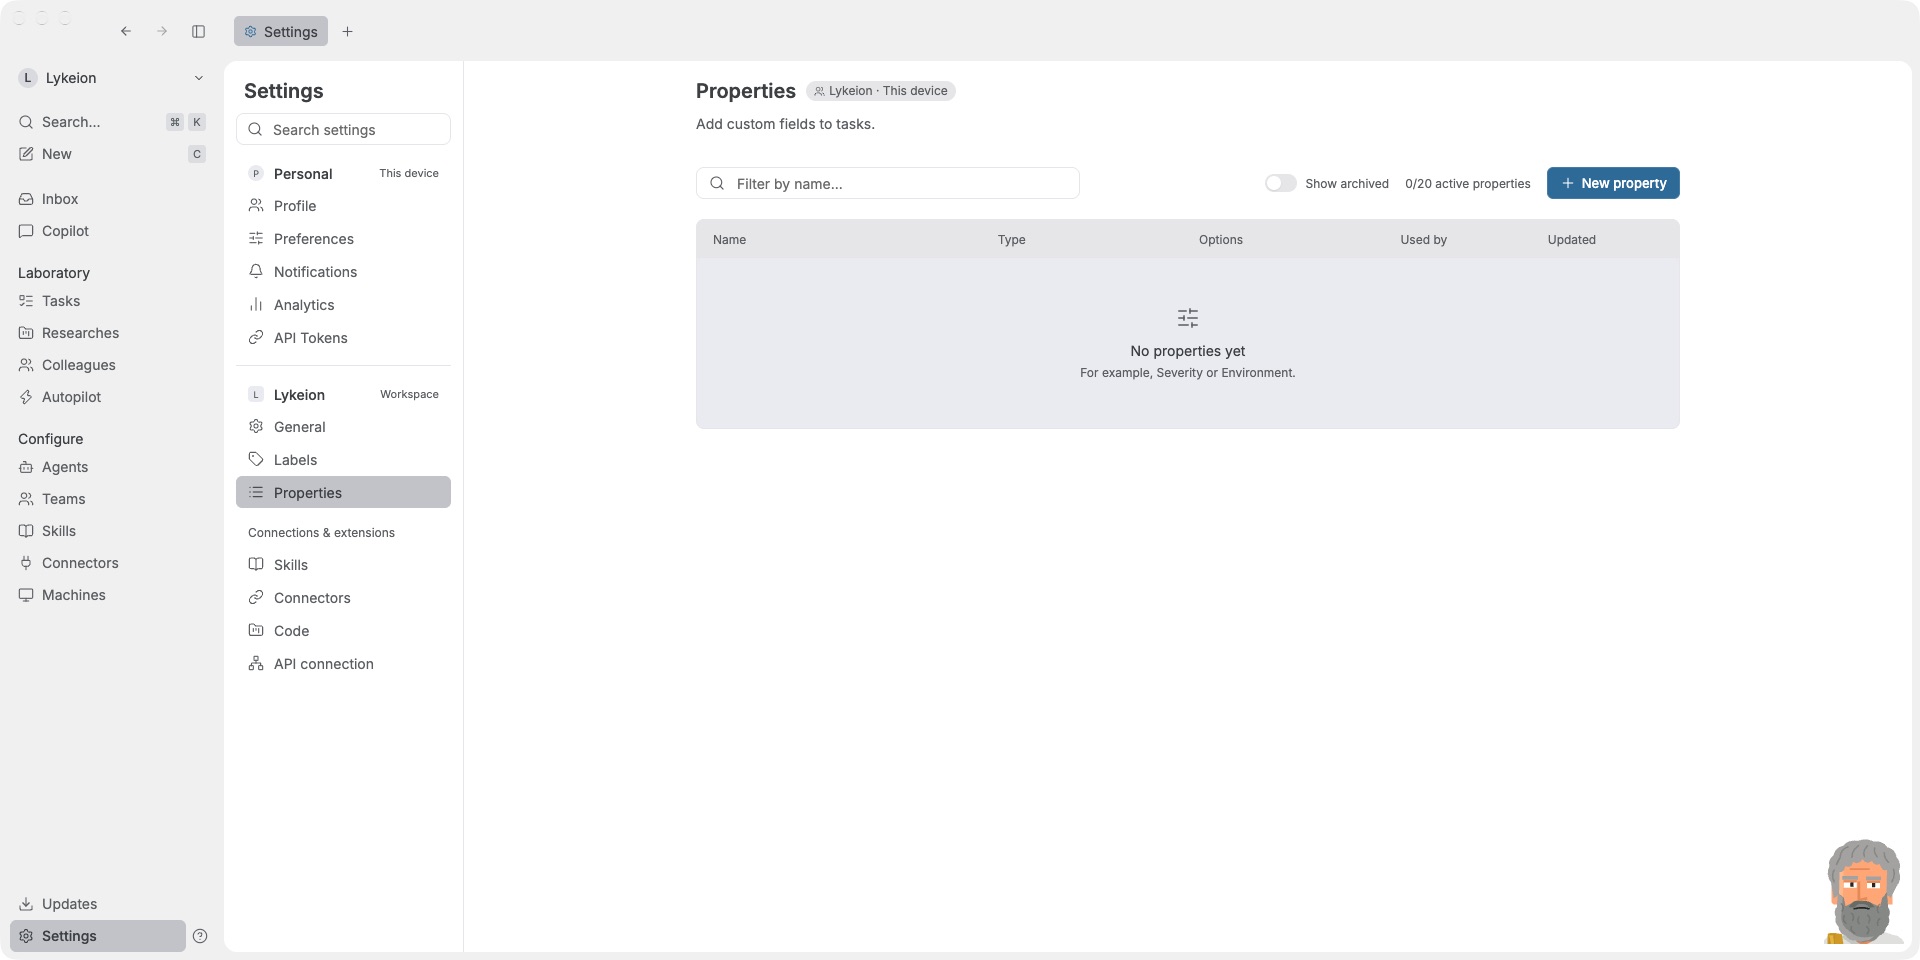 Settings
L Lykeion
Search... ⌘ K
New C
Inbox
Copilot
Laboratory
Tasks
Researches
Colleagues
Autopilot
Configure
Agents
Teams
Skills
Connectors
Machines
Updates
Settings
Settings
Search settings
P Personal This device
Profile
Preferences
Notifications
Analytics
API Tokens
L Lykeion Workspace
General
Labels
Properties
Connections & extensions
Skills
Connectors
Code
API connection
Properties Lykeion · This device
Add custom fields to tasks.
Filter by name... Show archived 0/20 active properties New property
Name Type Options Used by Updated
No properties yet
For example, Severity or Environment.